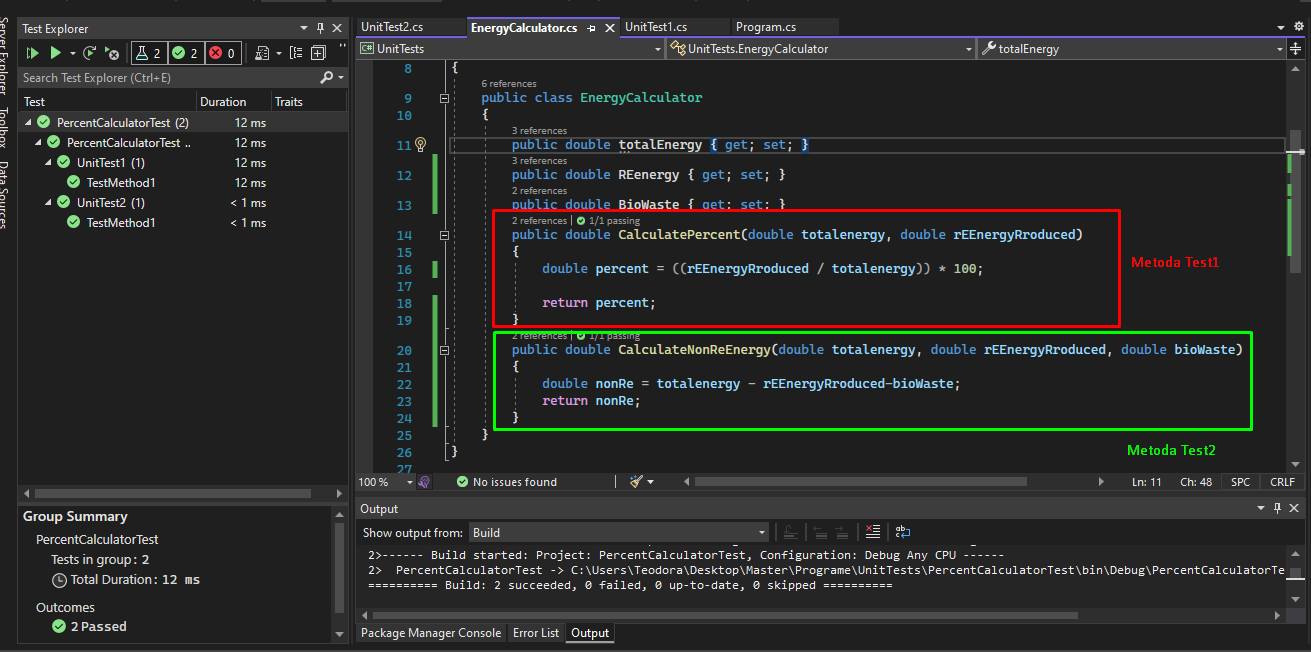 Server Explorer
Toolbox
Data Sources
Test Explorer
2 2 0
Search Test Explorer (Ctrl+E)
Test Duration Traits
PercentCalculatorTest (2) 12 ms
PercentCalculatorTest .. 12 ms
UnitTest1 (1) 12 ms
TestMethod1 12 ms
UnitTest2 (1) < 1 ms
TestMethod1 < 1 ms
Group Summary
PercentCalculatorTest
Tests in group: 2
Total Duration: 12 ms
Outcomes
2 Passed
UnitTest2.cs EnergyCalculator.cs UnitTest1.cs Program.cs
C# UnitTests UnitTests.EnergyCalculator totalEnergy
8 {
6 references
9 public class EnergyCalculator
10 {
3 references
11 public double totalEnergy { get; set; }
3 references
12 public double REenergy { get; set; }
2 references
13 public double BioWaste { get; set; }
2 references | 1/1 passing
14 public double CalculatePercent(double totalenergy, double rEEnergyRroduced)
15 {
16 double percent = ((rEEnergyRroduced / totalenergy)) * 100;
17
18 return percent;
19 }
Metoda Test1
2 references | 1/1 passing
20 public double CalculateNonReEnergy(double totalenergy, double rEEnergyRroduced, double bioWaste)
21 {
22 double nonRe = totalenergy - rEEnergyRroduced-bioWaste;
23 return nonRe;
24 }
25 }
26 }
Metoda Test2
27
100 % No issues found Ln: 11 Ch: 48 SPC CRLF
Output
Show output from: Build
2>------ Build started: Project: PercentCalculatorTest, Configuration: Debug Any CPU ------
2> PercentCalculatorTest -> C:\Users\Teodora\Desktop\Master\Programe\UnitTests\PercentCalculatorTest\bin\Debug\PercentCalculatorTe
========== Build: 2 succeeded, 0 failed, 0 up-to-date, 0 skipped ==========
Package Manager Console Error List Output